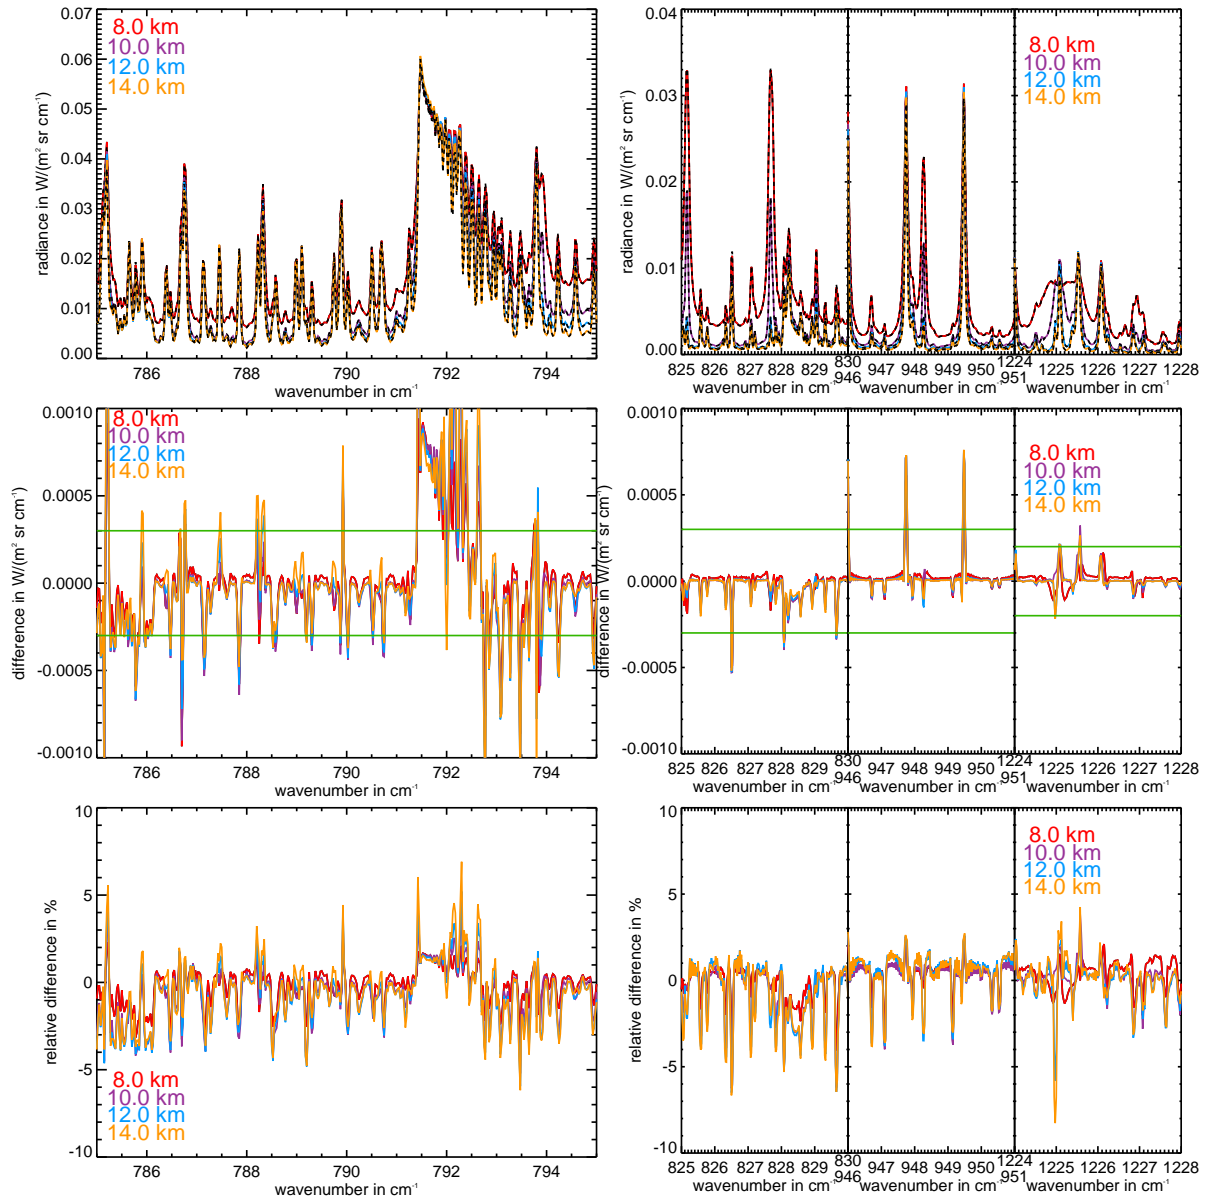 0.07
0.06
0.05
0.04
0.03
0.02
0.01
0.00
radiance in W/(m² sr cm⁻¹)
8.0 km
10.0 km
12.0 km
14.0 km
786 788 790 792 794
wavenumber in cm⁻¹
0.04
0.03
0.02
0.01
0.00
radiance in W/(m² sr cm⁻¹)
8.0 km
10.0 km
12.0 km
14.0 km
825 826 827 828 829 830
946 947 948 949 950 951
1224 1225 1226 1227 1228
wavenumber in cm⁻¹ wavenumber in cm⁻¹ wavenumber in cm⁻¹
0.0010
0.0005
0.0000
-0.0005
-0.0010
difference in W/(m² sr cm⁻¹)
8.0 km
10.0 km
12.0 km
14.0 km
786 788 790 792 794
wavenumber in cm⁻¹
0.0010
0.0005
0.0000
-0.0005
-0.0010
difference in W/(m² sr cm⁻¹)
8.0 km
10.0 km
12.0 km
14.0 km
825 826 827 828 829 830
946 947 948 949 950 951
1224 1225 1226 1227 1228
wavenumber in cm⁻¹ wavenumber in cm⁻¹ wavenumber in cm⁻¹
10
5
0
-5
-10
relative difference in %
8.0 km
10.0 km
12.0 km
14.0 km
786 788 790 792 794
wavenumber in cm⁻¹
10
5
0
-5
-10
relative difference in %
8.0 km
10.0 km
12.0 km
14.0 km
825 826 827 828 829 830
946 947 948 949 950 951
1224 1225 1226 1227 1228
wavenumber in cm⁻¹ wavenumber in cm⁻¹ wavenumber in cm⁻¹